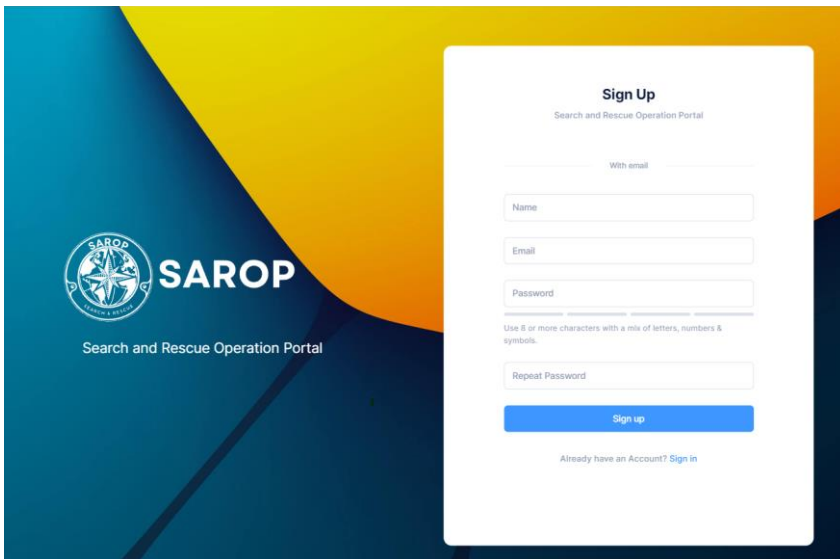 SAROP
SEARCH & RESCUE
SAROP
Search and Rescue Operation Portal
Sign Up
Search and Rescue Operation Portal
With email
Name
Email
Password
Use 6 or more characters with a mix of letters, numbers &
symbols.
Repeat Password
Sign up
Already have an Account? Sign in